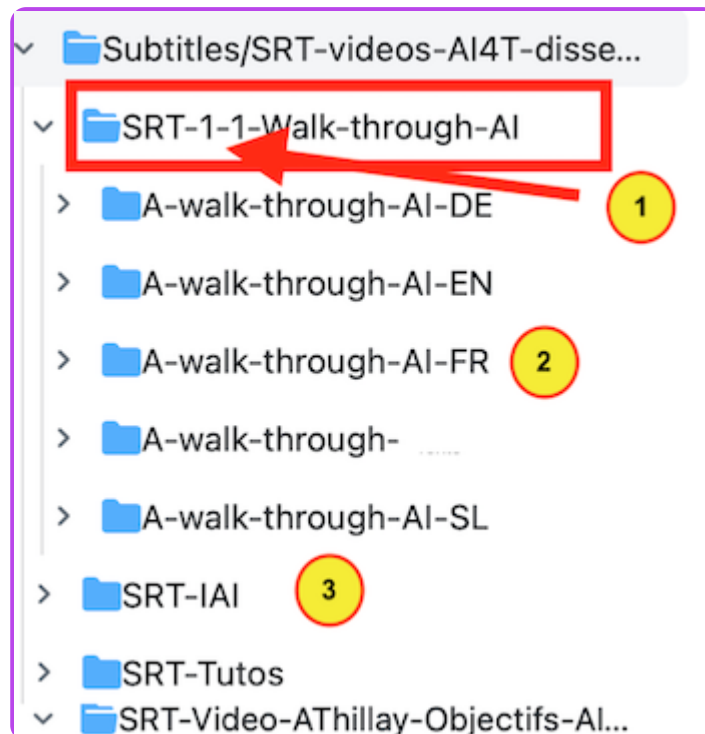 Subtitles/SRT-videos-AI4T-disse...
SRT-1-1-Walk-through-AI
A-walk-through-AI-DE
1
A-walk-through-AI-EN
A-walk-through-AI-FR
2
A-walk-through-
A-walk-through-AI-SL
SRT-IAI
3
SRT-Tutos
SRT-Video-AThillay-Objectifs-AI...